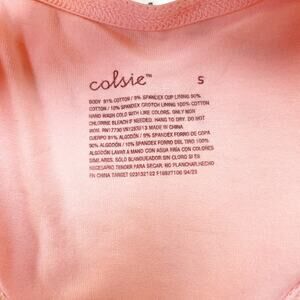 colsie™ S
BODY 91% COTTON / 9% SPANDEX CUP LINING 90%
COTTON / 10% SPANDEX CROTCH LINING 100% COTTON
HAND WASH COLD WITH LIKE COLORS, ONLY NON
CHLORINE BLEACH IF NEEDED. HANG TO DRY. DO NOT
IRON. RN17730 MADE IN CHINA
CUERPO 91% ALGODÓN / 9% SPANDEX FORRO DE COPA
90% ALGODÓN / 10% SPANDEX FORRO DEL TIRO 100%
ALGODÓN LAVAR A MANO CON AGUA FRÍA CON COLORES
SIMILARES. SÓLO BLANQUEADOR SIN CLORO SI ES
NECESARIO TENDER PARA SECAR. NO PLANCHAR. HECHO
EN CHINA TARGET 04/23